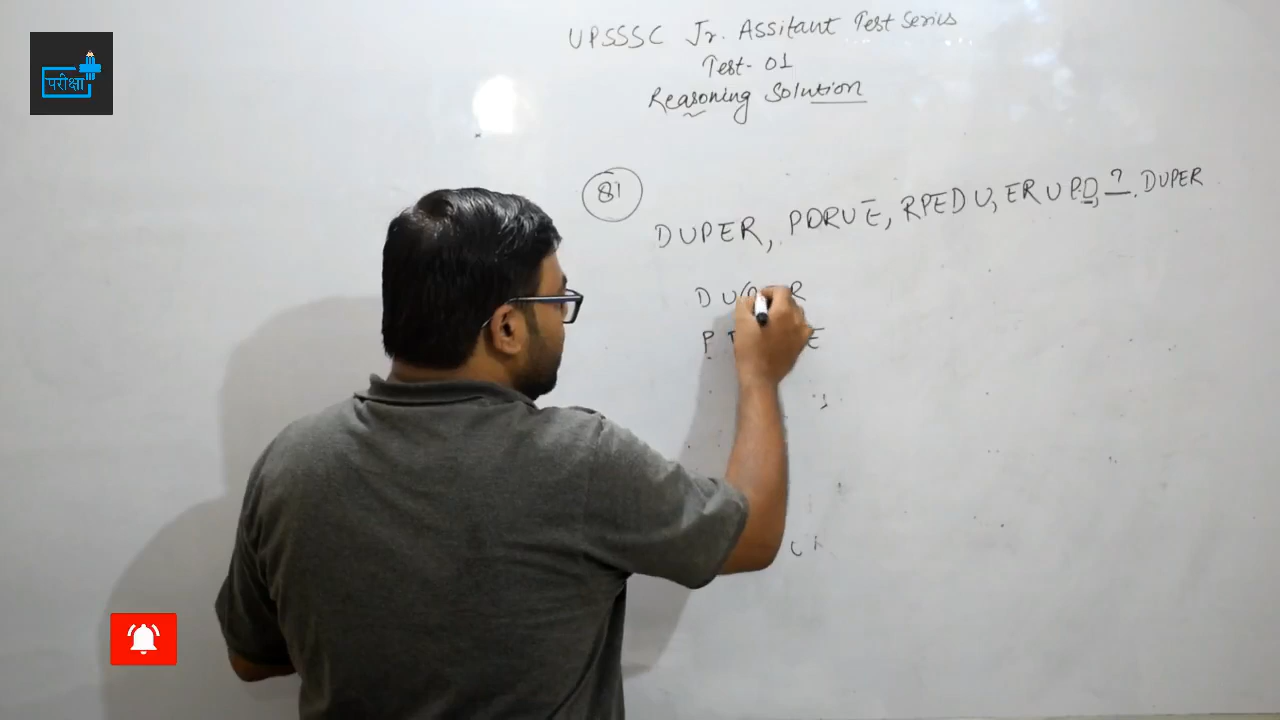 परीक्षा
UPSSSC Jr. Assitant Test Series
Test- 01
Reasoning Solution
81
DUPER, PDRUE, RPEDU, ERUPD, ? . DUPER
D U R
P E